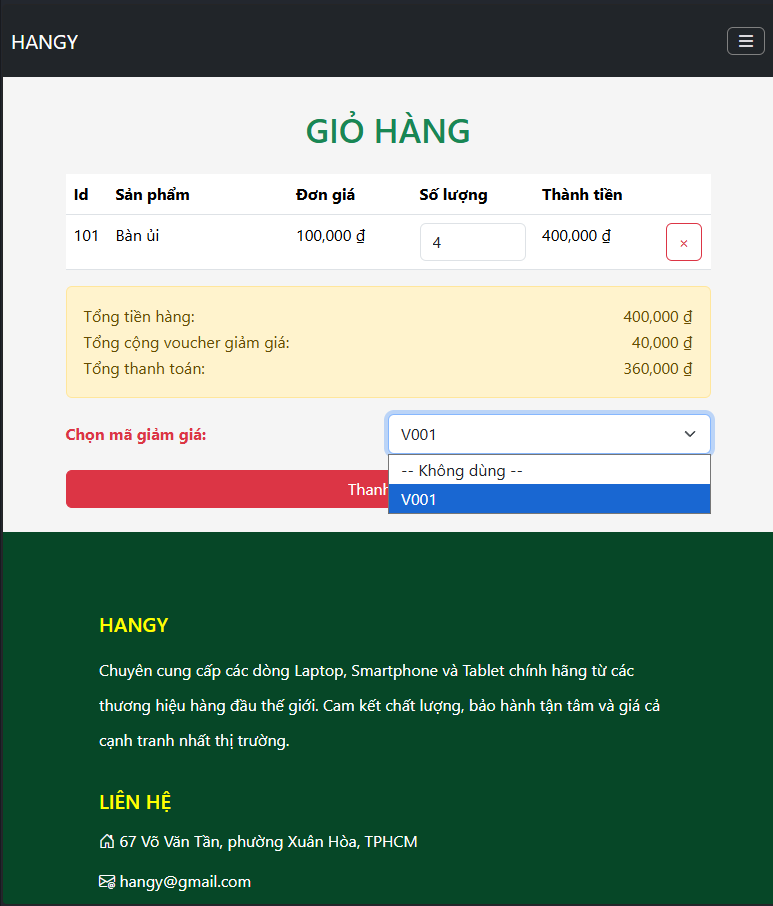 HANGY
GIỎ HÀNG
Id Sản phẩm Đơn giá Số lượng Thành tiền
101 Bàn ủi 100,000 ₫ 4 400,000 ₫ ×
Tổng tiền hàng: 400,000 ₫
Tổng cộng voucher giảm giá: 40,000 ₫
Tổng thanh toán: 360,000 ₫
Chọn mã giảm giá: V001
-- Không dùng --
V001
Thanh
HANGY
Chuyên cung cấp các dòng Laptop, Smartphone và Tablet chính hãng từ các
thương hiệu hàng đầu thế giới. Cam kết chất lượng, bảo hành tận tâm và giá cả
cạnh tranh nhất thị trường.
LIÊN HỆ
67 Võ Văn Tần, phường Xuân Hòa, TPHCM
hangy@gmail.com